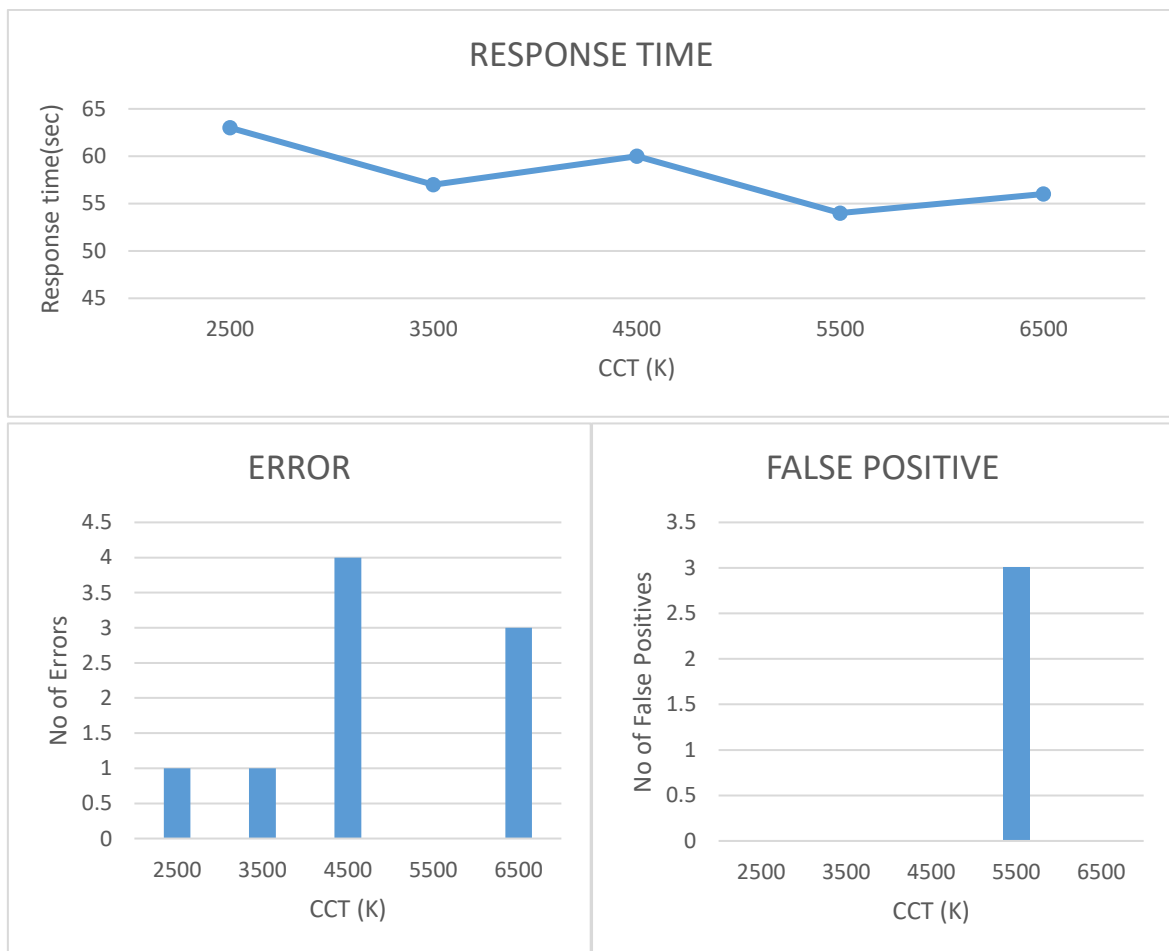 RESPONSE TIME
Response time(sec)
65
60
55
50
45
2500 3500 4500 5500 6500
CCT (K)
ERROR
No of Errors
4.5
4
3.5
3
2.5
2
1.5
1
0.5
0
2500 3500 4500 5500 6500
CCT (K)
FALSE POSITIVE
No of False Positives
3.5
3
2.5
2
1.5
1
0.5
0
2500 3500 4500 5500 6500
CCT (K)